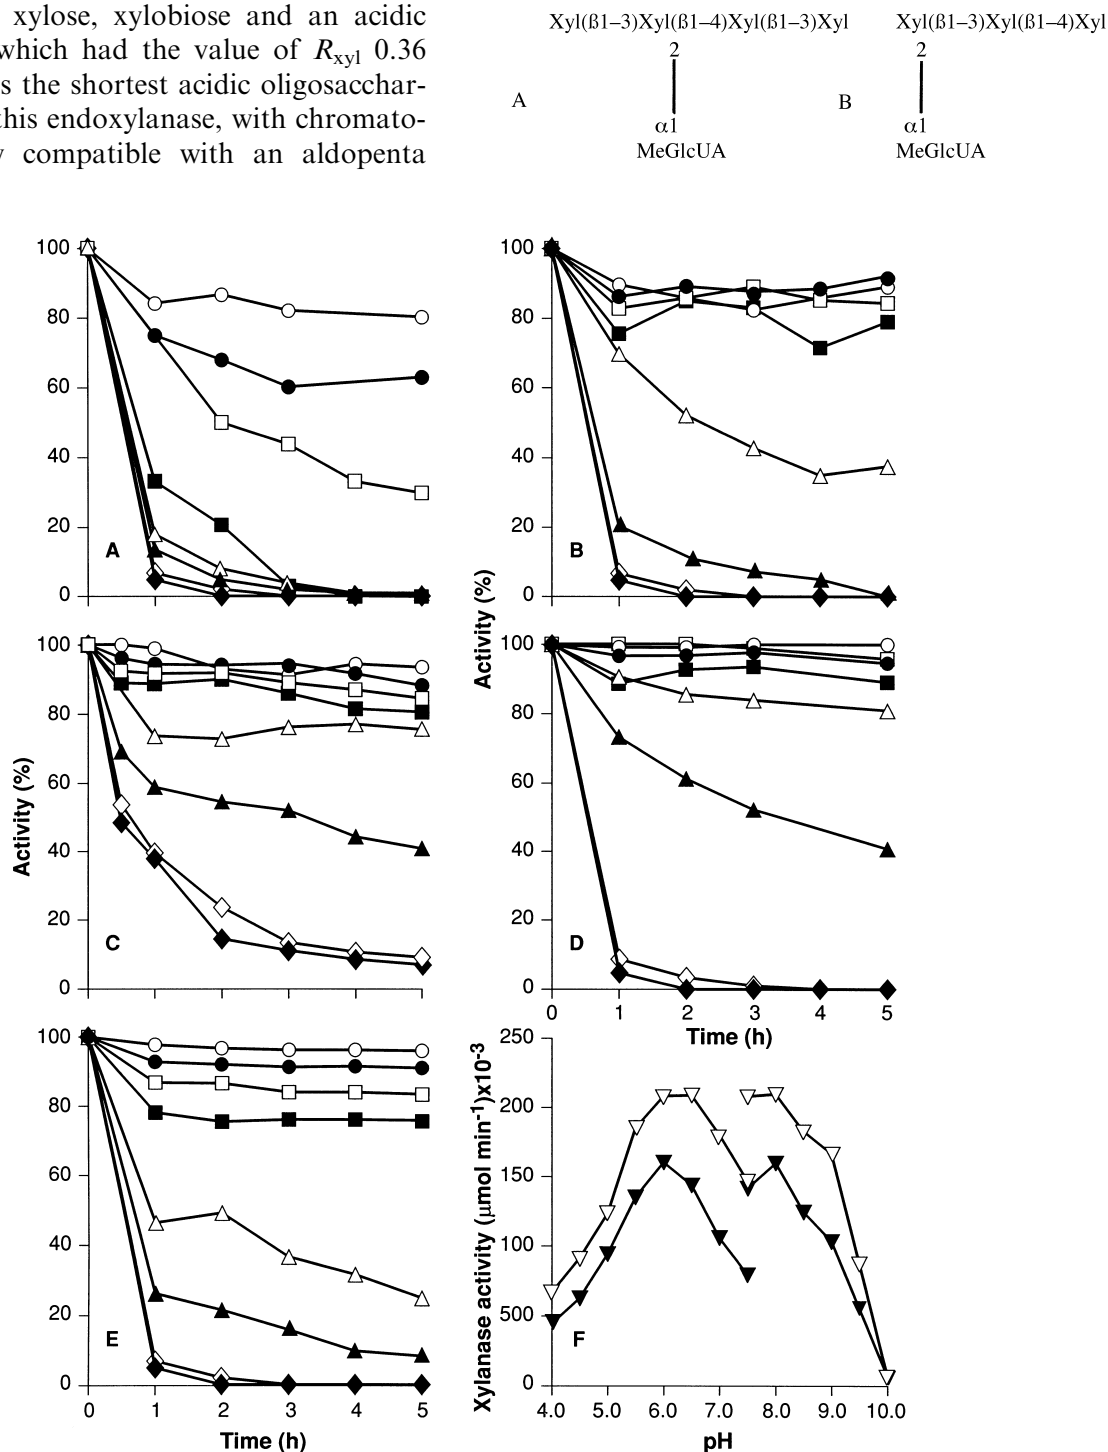 xylose, xylobiose and an acidic
which had the value of Rxyl 0.36
s the shortest acidic oligosacchar-
this endoxylanase, with chromato-
compatible with an aldopenta
Xyl(ß1–3)Xyl(ß1–4)Xyl(ß1–3)Xyl
2
A
α1
MeGlcUA
Xyl(ß1–3)Xyl(ß1–4)Xyl
2
B
α1
MeGlcUA
100
80
60
40
20
0
A
100
80
60
40
20
0
B
Activity (%)
100
80
60
40
20
0
C
Activity (%)
100
80
60
40
20
0
D
0 1 2 3 4 5
Time (h)
100
80
60
40
20
0
E
0 1 2 3 4 5
Time (h)
Xylanase activity (µmol min-1)x10-3
250
200
150
100
500
0
F
4.0 5.0 6.0 7.0 8.0 9.0 10.0
pH